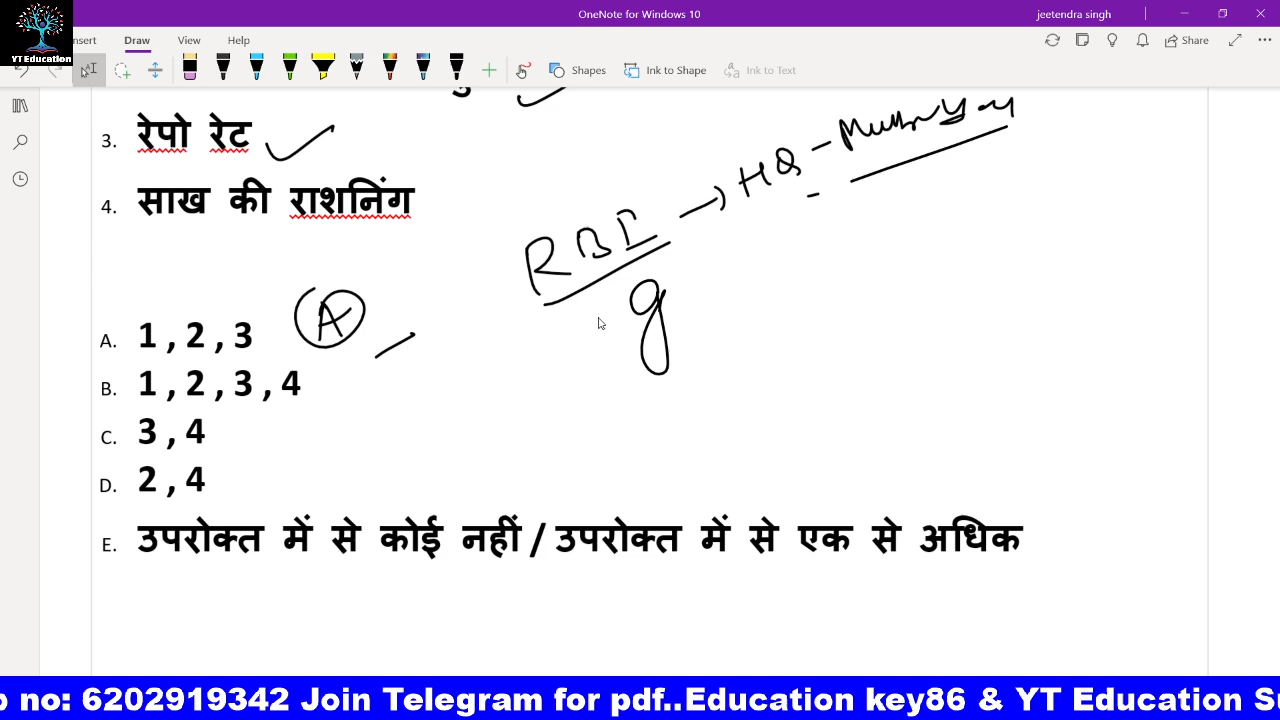 OneNote for Windows 10
jeetendra singh
YT Education
nsert Draw View Help
Share
Shapes Ink to Shape Ink to Text
3. रेपो रेट
4. साख की राशनिंग
RBI → HQ -
g
A. 1 , 2 , 3 A
B. 1 , 2 , 3 , 4
C. 3 , 4
D. 2 , 4
E. उपरोक्त में से कोई नहीं / उपरोक्त में से एक से अधिक
p no: 6202919342 Join Telegram for pdf..Education key86 & YT Education S